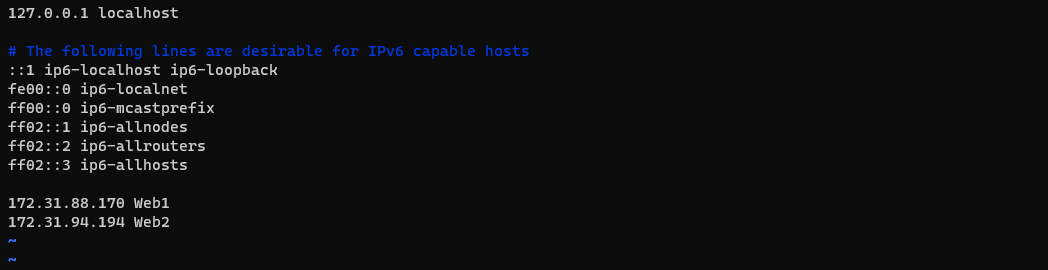 127.0.0.1 localhost

# The following lines are desirable for IPv6 capable hosts
::1 ip6-localhost ip6-loopback
fe00::0 ip6-localnet
ff00::0 ip6-mcastprefix
ff02::1 ip6-allnodes
ff02::2 ip6-allrouters
ff02::3 ip6-allhosts

172.31.88.170 Web1
172.31.94.194 Web2
~
~